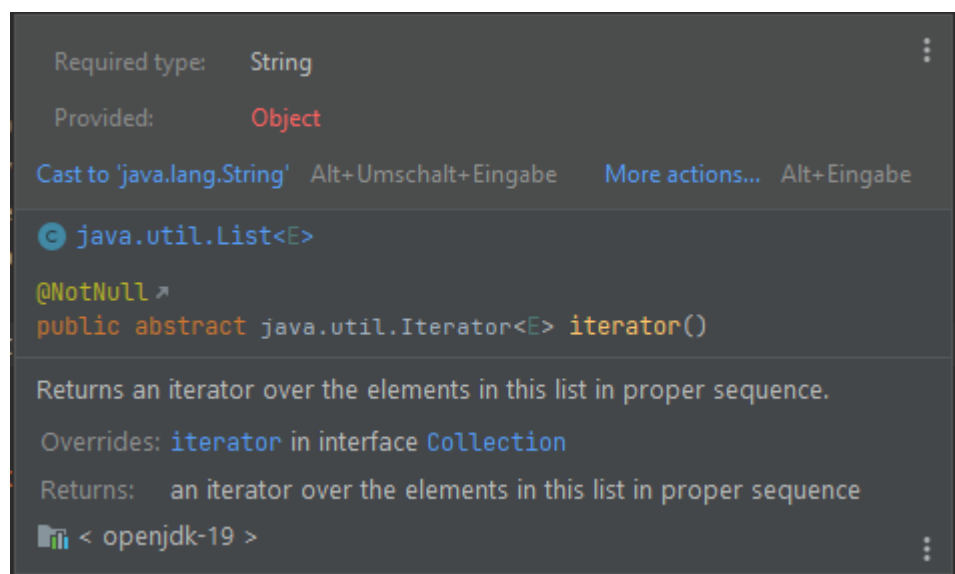 Required type: String
Provided: Object
Cast to 'java.lang.String' Alt+Umschalt+Eingabe More actions... Alt+Eingabe
C java.util.List<E>
@NotNull
public abstract java.util.Iterator<E> iterator()
Returns an iterator over the elements in this list in proper sequence.
Overrides: iterator in interface Collection
Returns: an iterator over the elements in this list in proper sequence
< openjdk-19 >